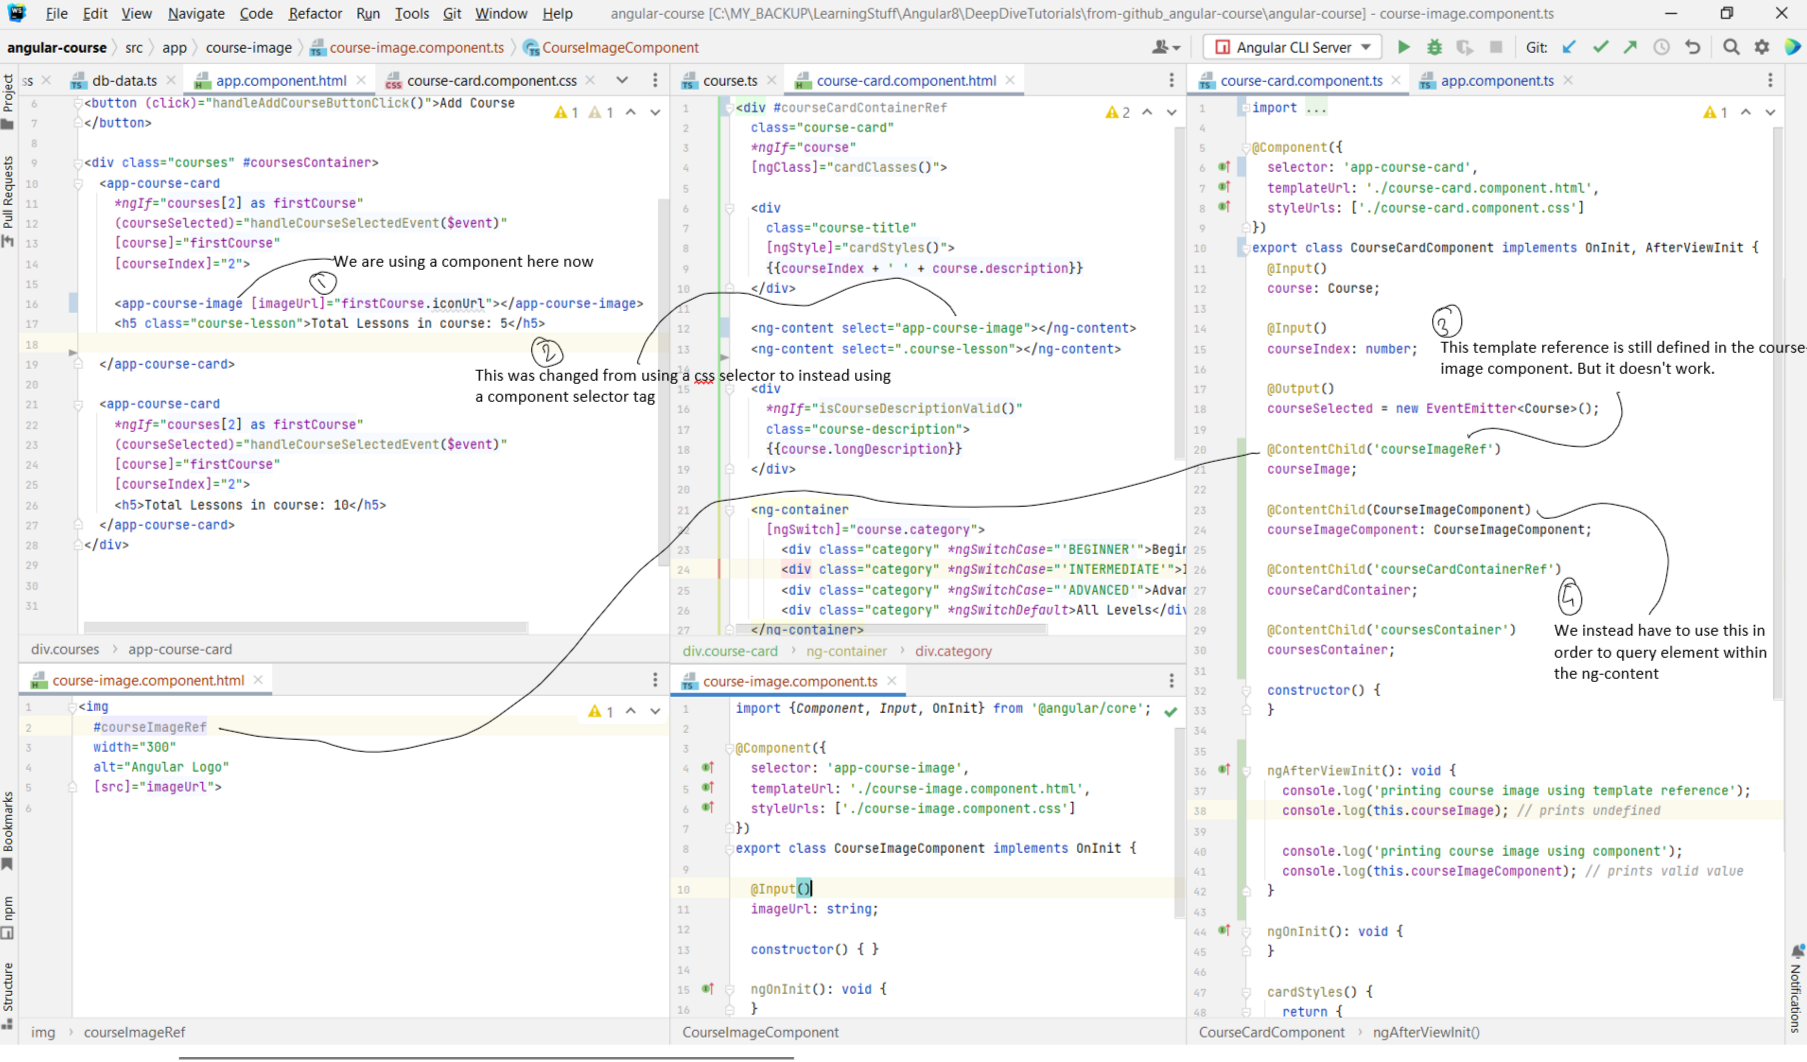 File Edit View Navigate Code Refactor Run Tools Git Window Help
angular-course [C:\MY_BACKUP\LearningStuff\Angular8\DeepDiveTutorials\from-github_angular-course\angular-course] - course-image.component.ts
angular-course src app course-image course-image.component.ts CourseImageComponent
Angular CLI Server
Git:
Project
Pull Requests
Bookmarks
npm
Structure
Notifications
ss db-data.ts app.component.html course-card.component.css
1 1
6 <button (click)="handleAddCourseButtonClick()">Add Course
7 </button>
8
9 <div class="courses" #coursesContainer>
10 <app-course-card
11 *ngIf="courses[2] as firstCourse"
12 (courseSelected)="handleCourseSelectedEvent($event)"
13 [course]="firstCourse"
14 [courseIndex]="2">
We are using a component here now
1
15
16 <app-course-image [imageUrl]="firstCourse.iconUrl"></app-course-image>
17 <h5 class="course-lesson">Total Lessons in course: 5</h5>
18
2
19 </app-course-card>
This was changed from using a css selector to instead using
a component selector tag
20
21 <app-course-card
22 *ngIf="courses[2] as firstCourse"
23 (courseSelected)="handleCourseSelectedEvent($event)"
24 [course]="firstCourse"
25 [courseIndex]="2">
26 <h5>Total Lessons in course: 10</h5>
27 </app-course-card>
28 </div>
29
30
31
div.courses app-course-card
course.ts course-card.component.html
2
1 <div #courseCardContainerRef
2 class="course-card"
3 *ngIf="course"
4 [ngClass]="cardClasses()">
5
6 <div
7 class="course-title"
8 [ngStyle]="cardStyles()">
9 {{courseIndex + ' ' + course.description}}
10 </div>
11
12 <ng-content select="app-course-image"></ng-content>
13 <ng-content select=".course-lesson"></ng-content>
14
15 <div
16 *ngIf="isCourseDescriptionValid()"
17 class="course-description">
18 {{course.longDescription}}
19 </div>
20
21 <ng-container
22 [ngSwitch]="course.category">
23 <div class="category" *ngSwitchCase="'BEGINNER'">Begin
24 <div class="category" *ngSwitchCase="'INTERMEDIATE'">I
25 <div class="category" *ngSwitchCase="'ADVANCED'">Advan
26 <div class="category" *ngSwitchDefault>All Levels</div
27 </ng-container>
div.course-card ng-container div.category
course-card.component.ts app.component.ts
1
1 import ...
4
5 @Component({
6 selector: 'app-course-card',
7 templateUrl: './course-card.component.html',
8 styleUrls: ['./course-card.component.css']
9 })
10 export class CourseCardComponent implements OnInit, AfterViewInit {
11 @Input()
12 course: Course;
13
14 @Input()
15 courseIndex: number;
3
This template reference is still defined in the course-
image component. But it doesn't work.
16
17 @Output()
18 courseSelected = new EventEmitter<Course>();
19
20 @ContentChild('courseImageRef')
21 courseImage;
22
23 @ContentChild(CourseImageComponent)
24 courseImageComponent: CourseImageComponent;
25
26 @ContentChild('courseCardContainerRef')
27 courseCardContainer;
28
4
We instead have to use this in
order to query element within
the ng-content
29 @ContentChild('coursesContainer')
30 coursesContainer;
31
32 constructor() {
33 }
34
35
36 ngAfterViewInit(): void {
37 console.log('printing course image using template reference');
38 console.log(this.courseImage); // prints undefined
39
40 console.log('printing course image using component');
41 console.log(this.courseImageComponent); // prints valid value
42 }
43
44 ngOnInit(): void {
45 }
46
47 cardStyles() {
48 return {
CourseCardComponent ngAfterViewInit()
course-image.component.html
1
1 <img
2 #courseImageRef
3 width="300"
4 alt="Angular Logo"
5 [src]="imageUrl">
6
img courseImageRef
course-image.component.ts
1 import {Component, Input, OnInit} from '@angular/core';
2
3 @Component({
4 selector: 'app-course-image',
5 templateUrl: './course-image.component.html',
6 styleUrls: ['./course-image.component.css']
7 })
8 export class CourseImageComponent implements OnInit {
9
10 @Input()
11 imageUrl: string;
12
13 constructor() { }
14
15 ngOnInit(): void {
16 }
CourseImageComponent